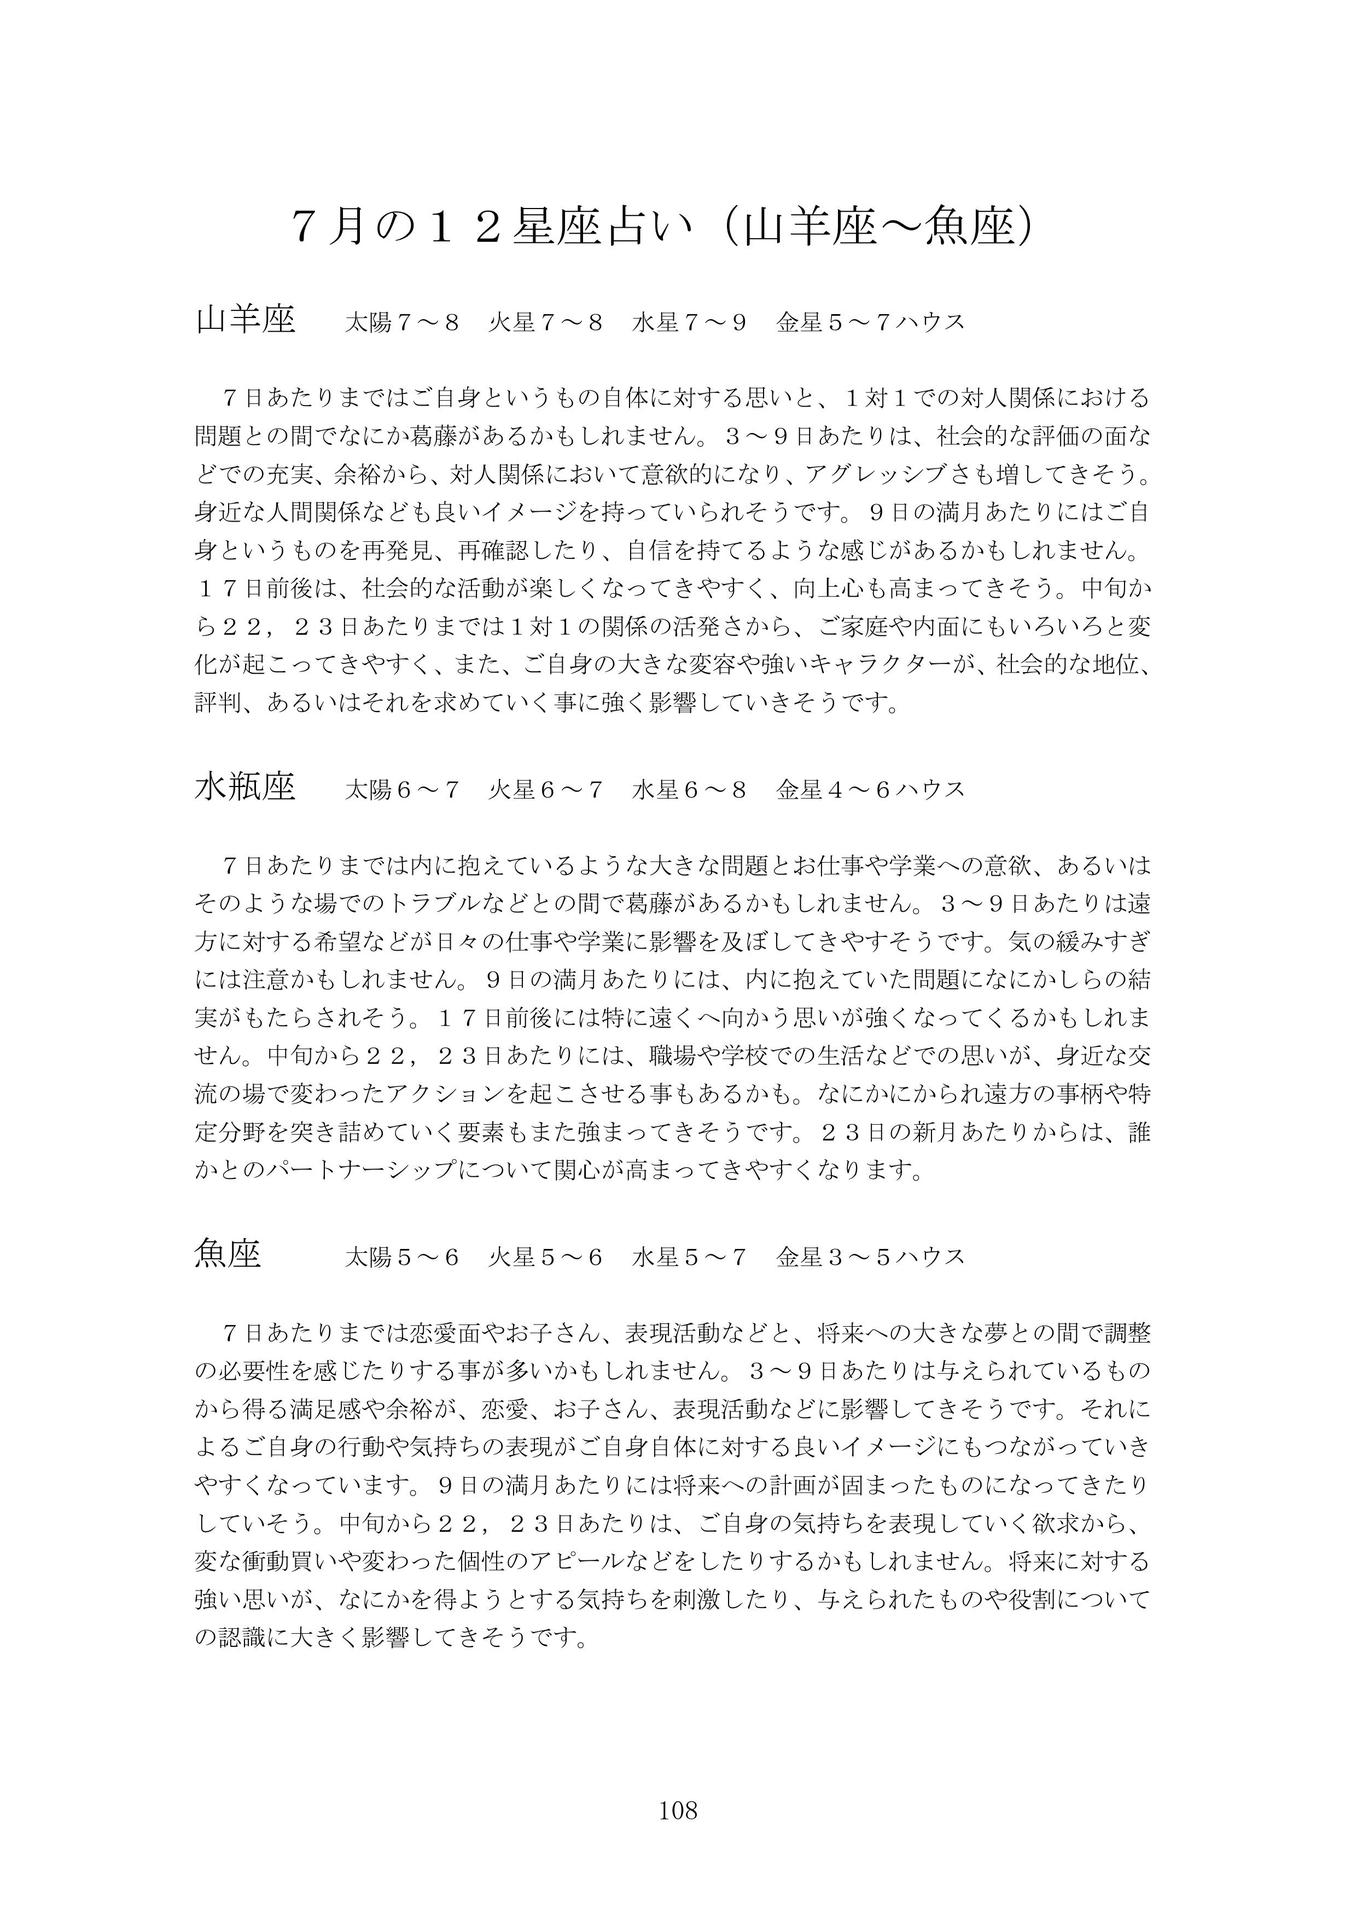 ７月の１２星座占い（山羊座～魚座）
山羊座　　太陽７～８　火星７～８　水星７～９　金星５～７ハウス
　７日あたりまではご自身というもの自体に対する思いと、１対１での対人関係における
問題との間でなにか葛藤があるかもしれません。３～９日あたりは、社会的な評価の面な
どでの充実、余裕から、対人関係において意欲的になり、アグレッシブさも増してきそう。
身近な人間関係なども良いイメージを持っていられそうです。９日の満月あたりにはご自
身というものを再発見、再確認したり、自信を持てるような感じがあるかもしれません。
１７日前後は、社会的な活動が楽しくなってきやすく、向上心も高まってきそう。中旬か
ら２２，２３日あたりまでは１対１の関係の活発さから、ご家庭や内面にもいろいろと変
化が起こってきやすく、また、ご自身の大きな変容や強いキャラクターが、社会的な地位、
評判、あるいはそれを求めていく事に強く影響していきそうです。
水瓶座　　太陽６～７　火星６～７　水星６～８　金星４～６ハウス
　７日あたりまでは内に抱えているような大きな問題とお仕事や学業への意欲、あるいは
そのような場でのトラブルなどとの間で葛藤があるかもしれません。３～９日あたりは遠
方に対する希望などが日々の仕事や学業に影響を及ぼしてきやすそうです。気の緩みすぎ
には注意かもしれません。９日の満月あたりには、内に抱えていた問題になにかしらの結
実がもたらされそう。１７日前後には特に遠くへ向かう思いが強くなってくるかもしれま
せん。中旬から２２，２３日あたりには、職場や学校での生活などでの思いが、身近な交
流の場で変わったアクションを起こさせる事もあるかも。なにかにかられ遠方の事柄や特
定分野を突き詰めていく要素もまた強まってきそうです。２３日の新月あたりからは、誰
かとのパートナーシップについて関心が高まってきやすくなります。
魚座　　　太陽５～６　火星５～６　水星５～７　金星３～５ハウス
　７日あたりまでは恋愛面やお子さん、表現活動などと、将来への大きな夢との間で調整
の必要性を感じたりする事が多いかもしれません。３～９日あたりは与えられているもの
から得る満足感や余裕が、恋愛、お子さん、表現活動などに影響してきそうです。それに
よるご自身の行動や気持ちの表現がご自身自体に対する良いイメージにもつながっていき
やすくなっています。９日の満月あたりには将来への計画が固まったものになってきたり
していそう。中旬から２２，２３日あたりは、ご自身の気持ちを表現していく欲求から、
変な衝動買いや変わった個性のアピールなどをしたりするかもしれません。将来に対する
強い思いが、なにかを得ようとする気持ちを刺激したり、与えられたものや役割について
の認識に大きく影響してきそうです。
108